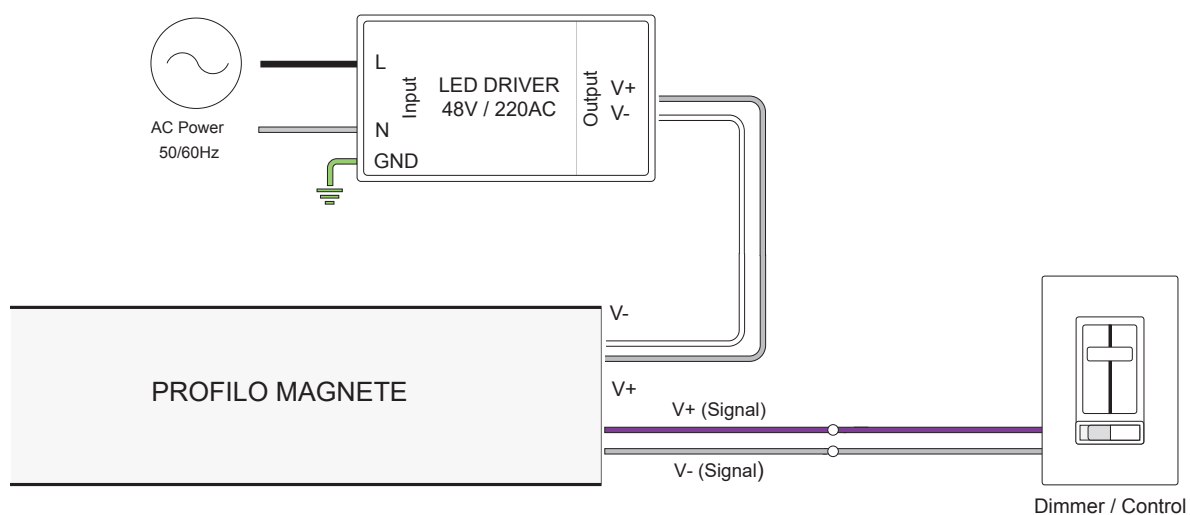 L
Input
LED DRIVER
48V / 220AC
Output
V+
V-
AC Power
50/60Hz
N
GND
V-
PROFILO MAGNETE
V+
V+ (Signal)
V- (Signal)
Dimmer / Control